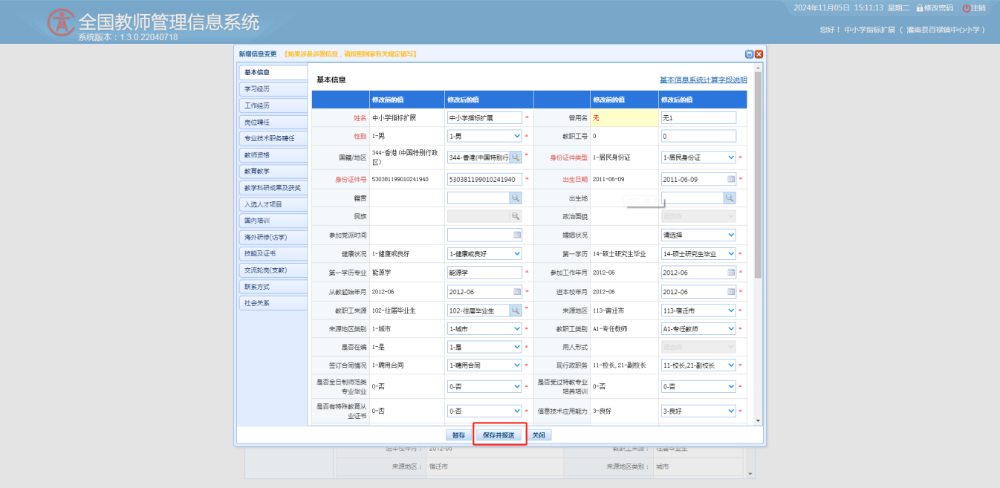 2024年11月05日 15:11:13 星期二 修改密码 注销
全国教师管理信息系统
系统版本：1.3.0.22040718
您好！ 中小学指标扩展 （ 灌南县百禄镇中心小学 ）
新增信息变更 【如果涉及涉密信息，请按照国家有关规定填写】
基本信息
学习经历
工作经历
岗位聘任
专业技术职务聘任
教师资格
教育教学
教学科研成果及获奖
入选人才项目
国内培训
海外研修(访学)
技能及证书
交流轮岗(支教)
联系方式
社会关系
基本信息 基本信息系统计算字段说明
修改前的值 修改后的值 修改前的值 修改后的值
姓名 中小学指标扩展 中小学指标扩展 * 曾用名 无 无1
性别 1-男 1-男 * 教职工号 0 0
国籍/地区 344-香港(中国特别行政区) 344-香港(中国特别行 * 身份证件类型 1-居民身份证 1-居民身份证 *
身份证件号 530381199010241940 530381199010241940 * 出生日期 2011-06-09 2011-06-09 *
籍贯 出生地
民族 政治面貌 请选择
参加党派时间 婚姻状况 请选择
健康状况 1-健康或良好 1-健康或良好 第一学历 14-硕士研究生毕业 14-硕士研究生毕业 *
第一学历专业 能源学 能源学 * 参加工作年月 2012-06 2012-06 *
从教起始年月 2012-06 2012-06 * 进本校年月 2012-06 2012-06 *
教职工来源 102-往届毕业生 102-往届毕业生 * 来源地区 113-宿迁市 113-宿迁市 *
来源地区类别 1-城市 1-城市 * 教职工类别 A1-专任教师 A1-专任教师 *
是否在编 1-是 1-是 * 用人形式 请选择
签订合同情况 1-聘用合同 1-聘用合同 * 现行政职务 11-校长,21-副校长 11-校长,21-副校长 *
是否全日制师范类专业毕业 0-否 0-否 * 是否受过特教专业培养培训 0-否 0-否 *
是否有特殊教育从业证书 0-否 0-否 * 信息技术应用能力 3-良好 3-良好 *
暂存 保存并报送 关闭
进本校年月： 2012-06 教职工来源： 往届毕业生
来源地区： 宿迁市 来源地区类别： 城市